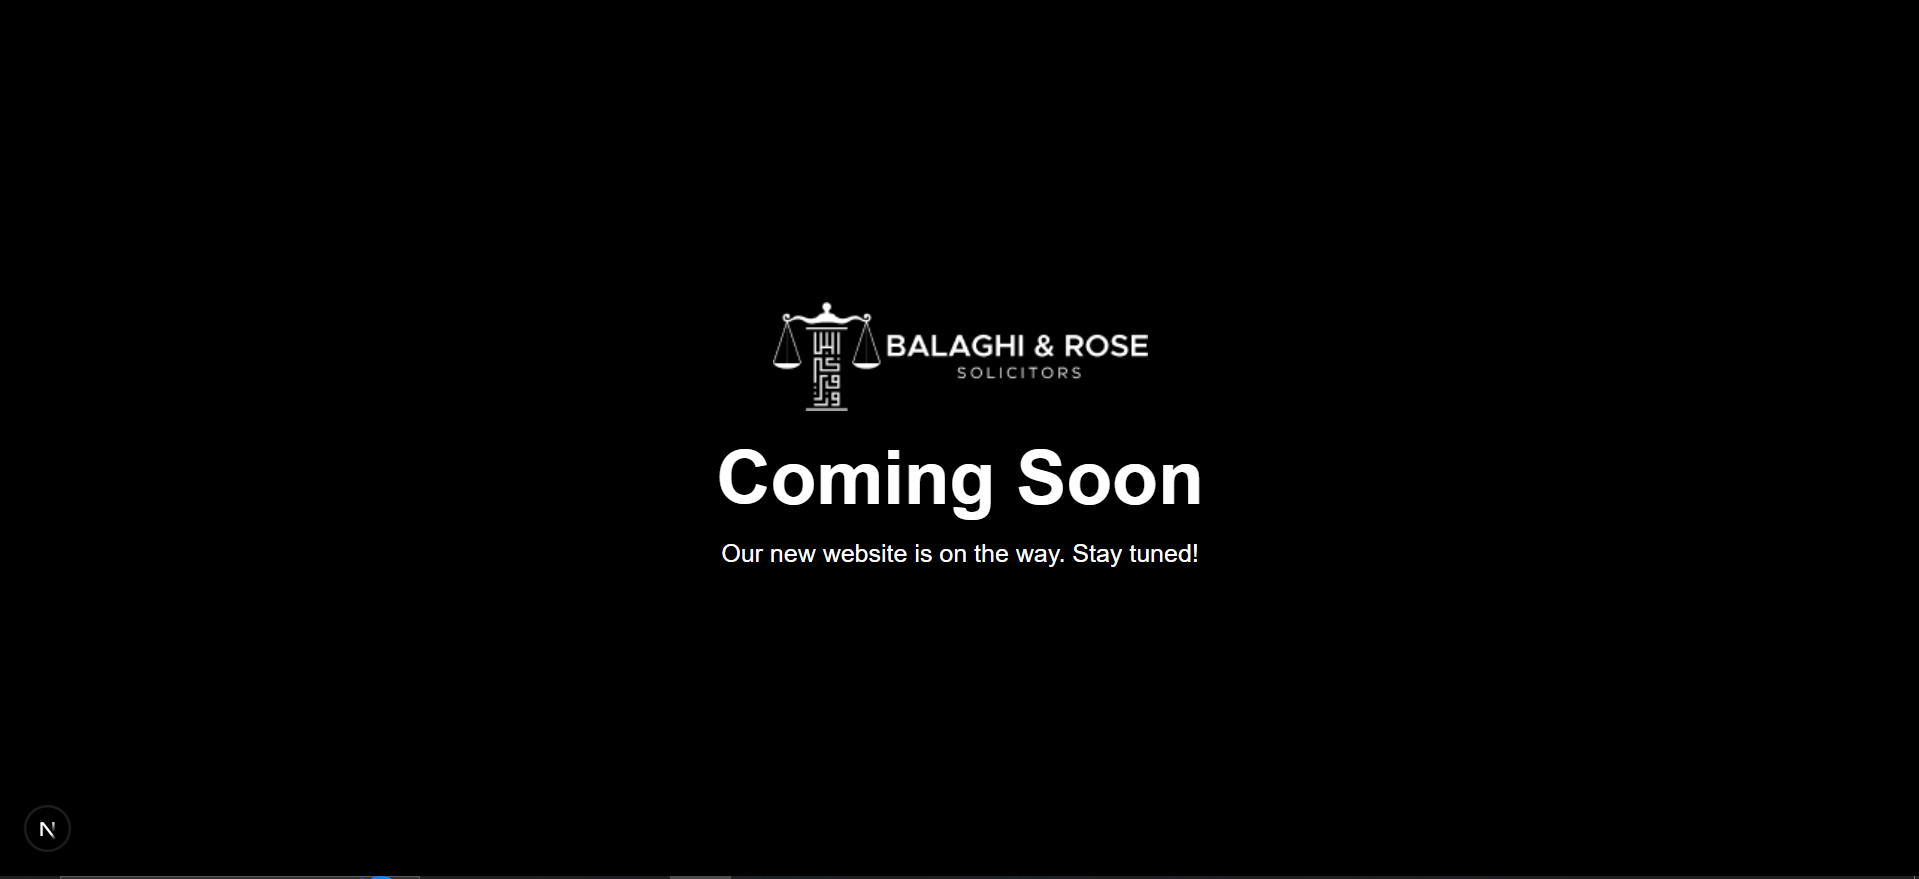 BALAGHI & ROSE
SOLICITORS
Coming Soon
Our new website is on the way. Stay tuned!
N